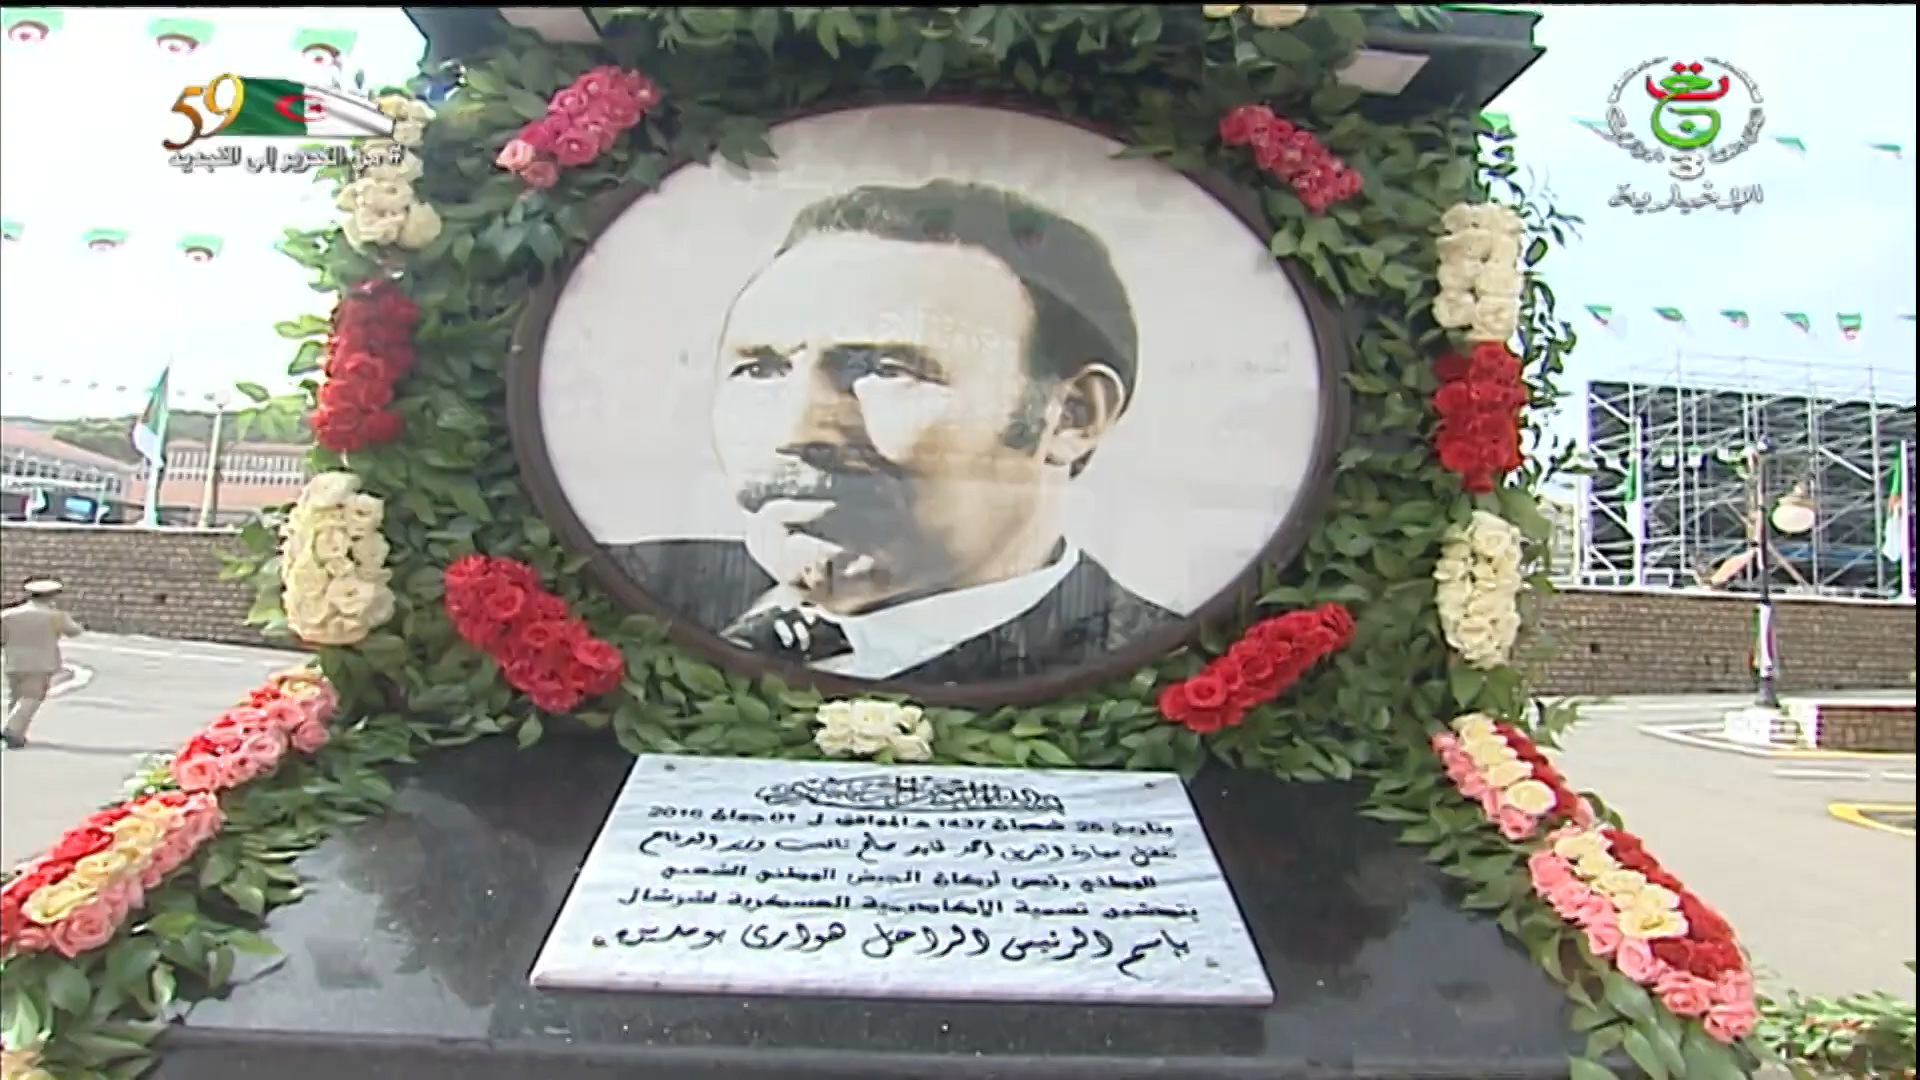 59
# من التحرير إلى التجديد
3
الإخبارية
بتاريخ 25 شعبان 1437 هـ الموافق لـ 01 جوان 2016
تفضل سيادة الفريق أحمد قايد صالح نائب وزير الدفاع
الوطني رئيس أركان الجيش الوطني الشعبي
بتدشين تسمية الأكاديمية العسكرية لشرشال
باسم الرئيس الراحل هواري بومدين.